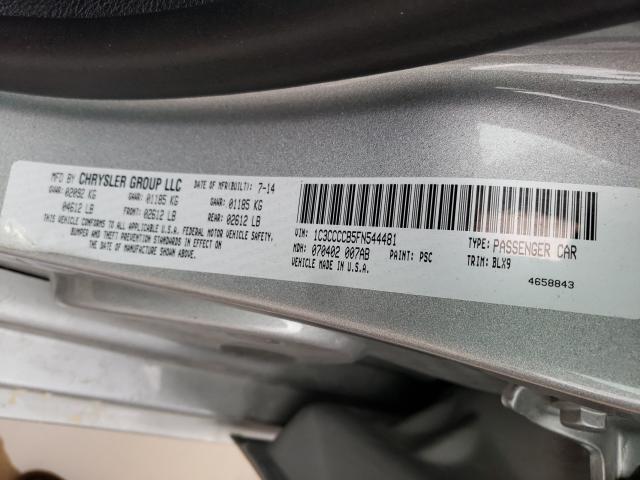 MFD BY CHRYSLER GROUP LLC DATE OF MFR(BUILT): 7-14
GVWR: 02092 KG GAWR: 01185 KG GAWR: 01185 KG
04612 LB FRONT: 02612 LB REAR: 02612 LB
THIS VEHICLE CONFORMS TO ALL APPLICABLE U.S.A. FEDERAL MOTOR VEHICLE SAFETY,
BUMPER AND THEFT PREVENTION STANDARDS IN EFFECT ON
THE DATE OF MANUFACTURE SHOWN ABOVE.
VIN: 1C3CCCCB5FN544481 TYPE: PASSENGER CAR
MDH: 070402 007AB PAINT: PSC TRIM: BLX9
VEHICLE MADE IN U.S.A. 4658843